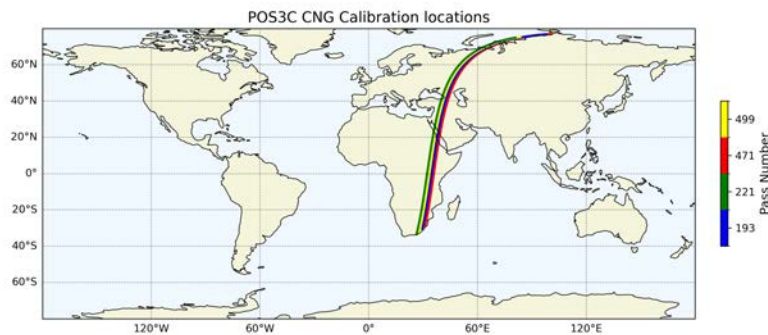 POS3C CNG Calibration locations
60°N
40°N
20°N
0°
20°S
40°S
60°S
120°W 60°W 0° 60°E 120°E
499
471
221
193
Pass Number